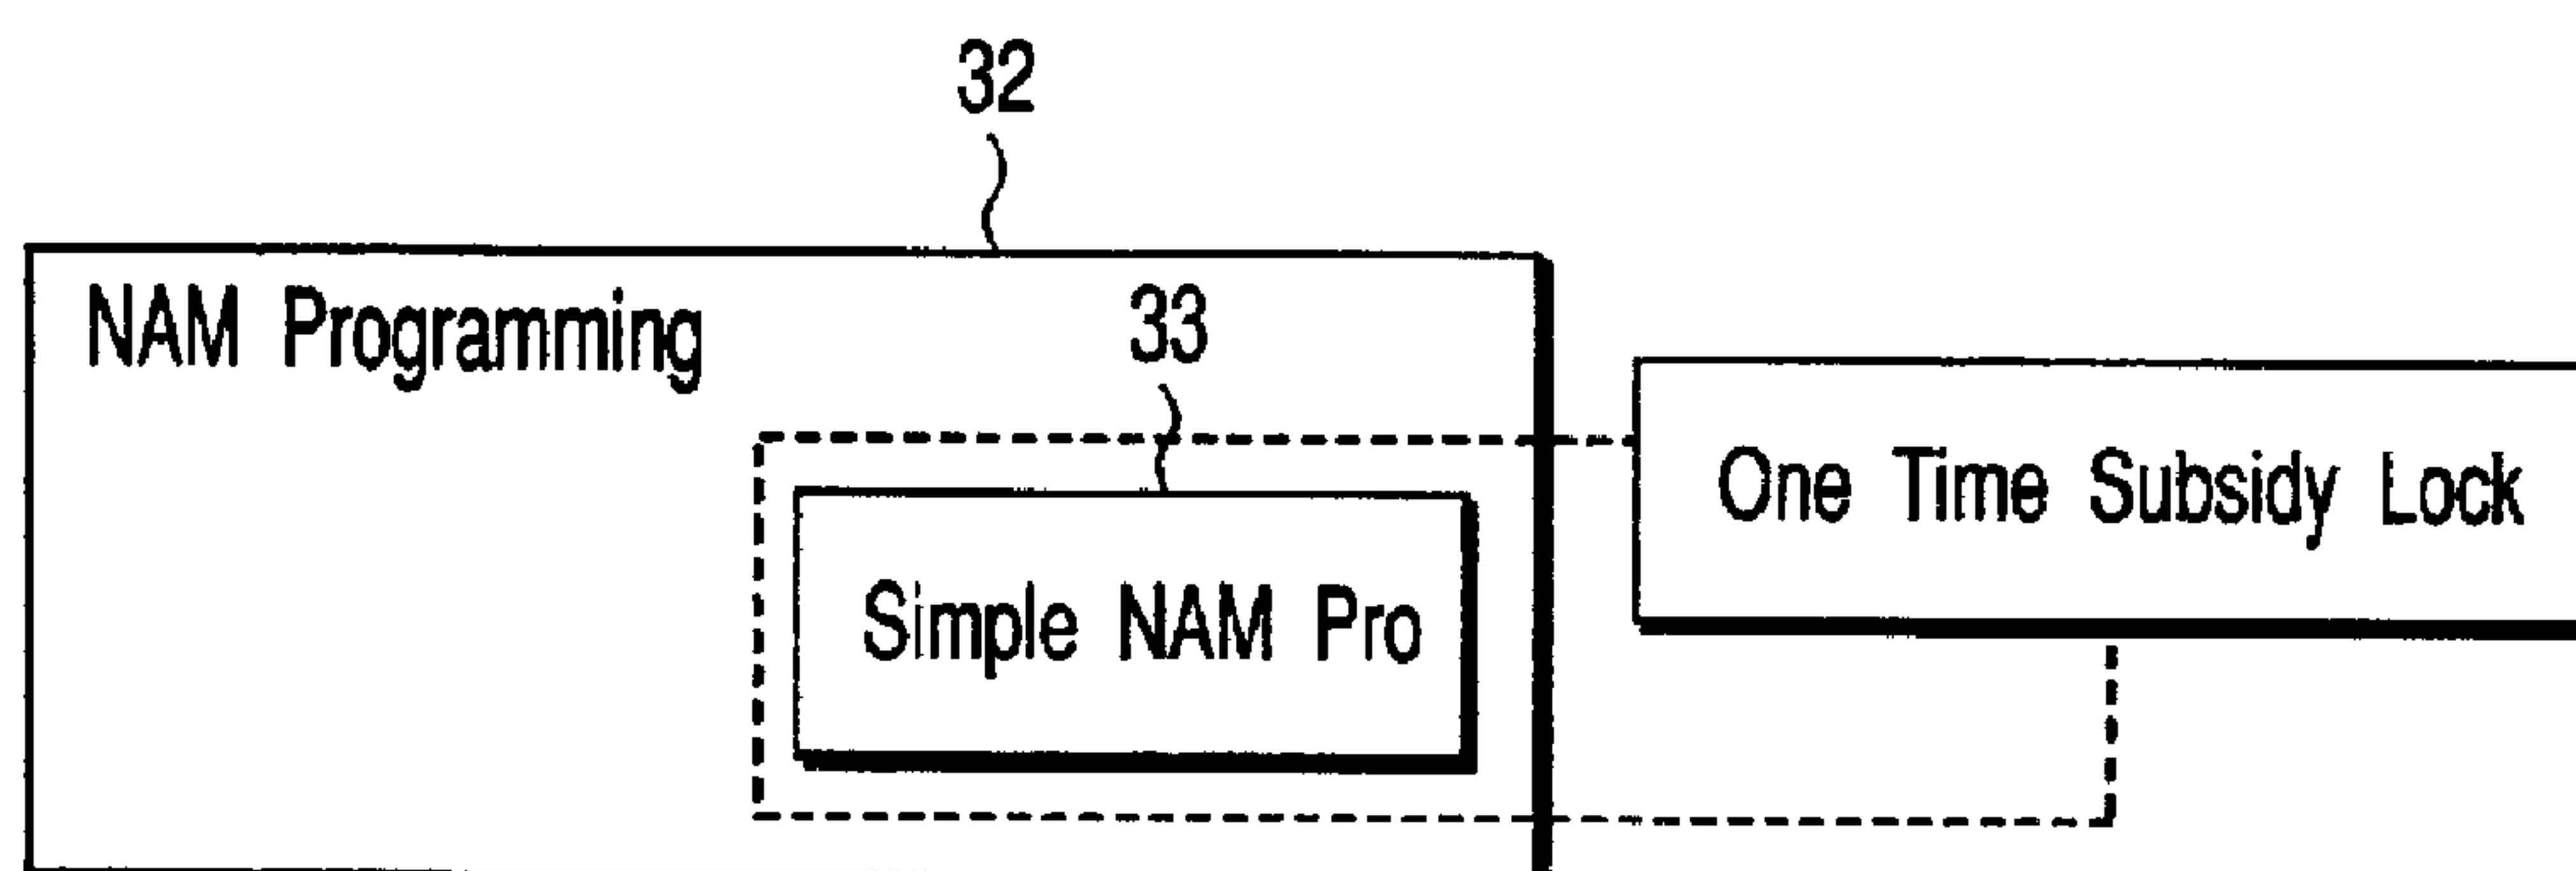 32
NAM Programming
33
One Time Subsidy Lock
Simple NAM Pro